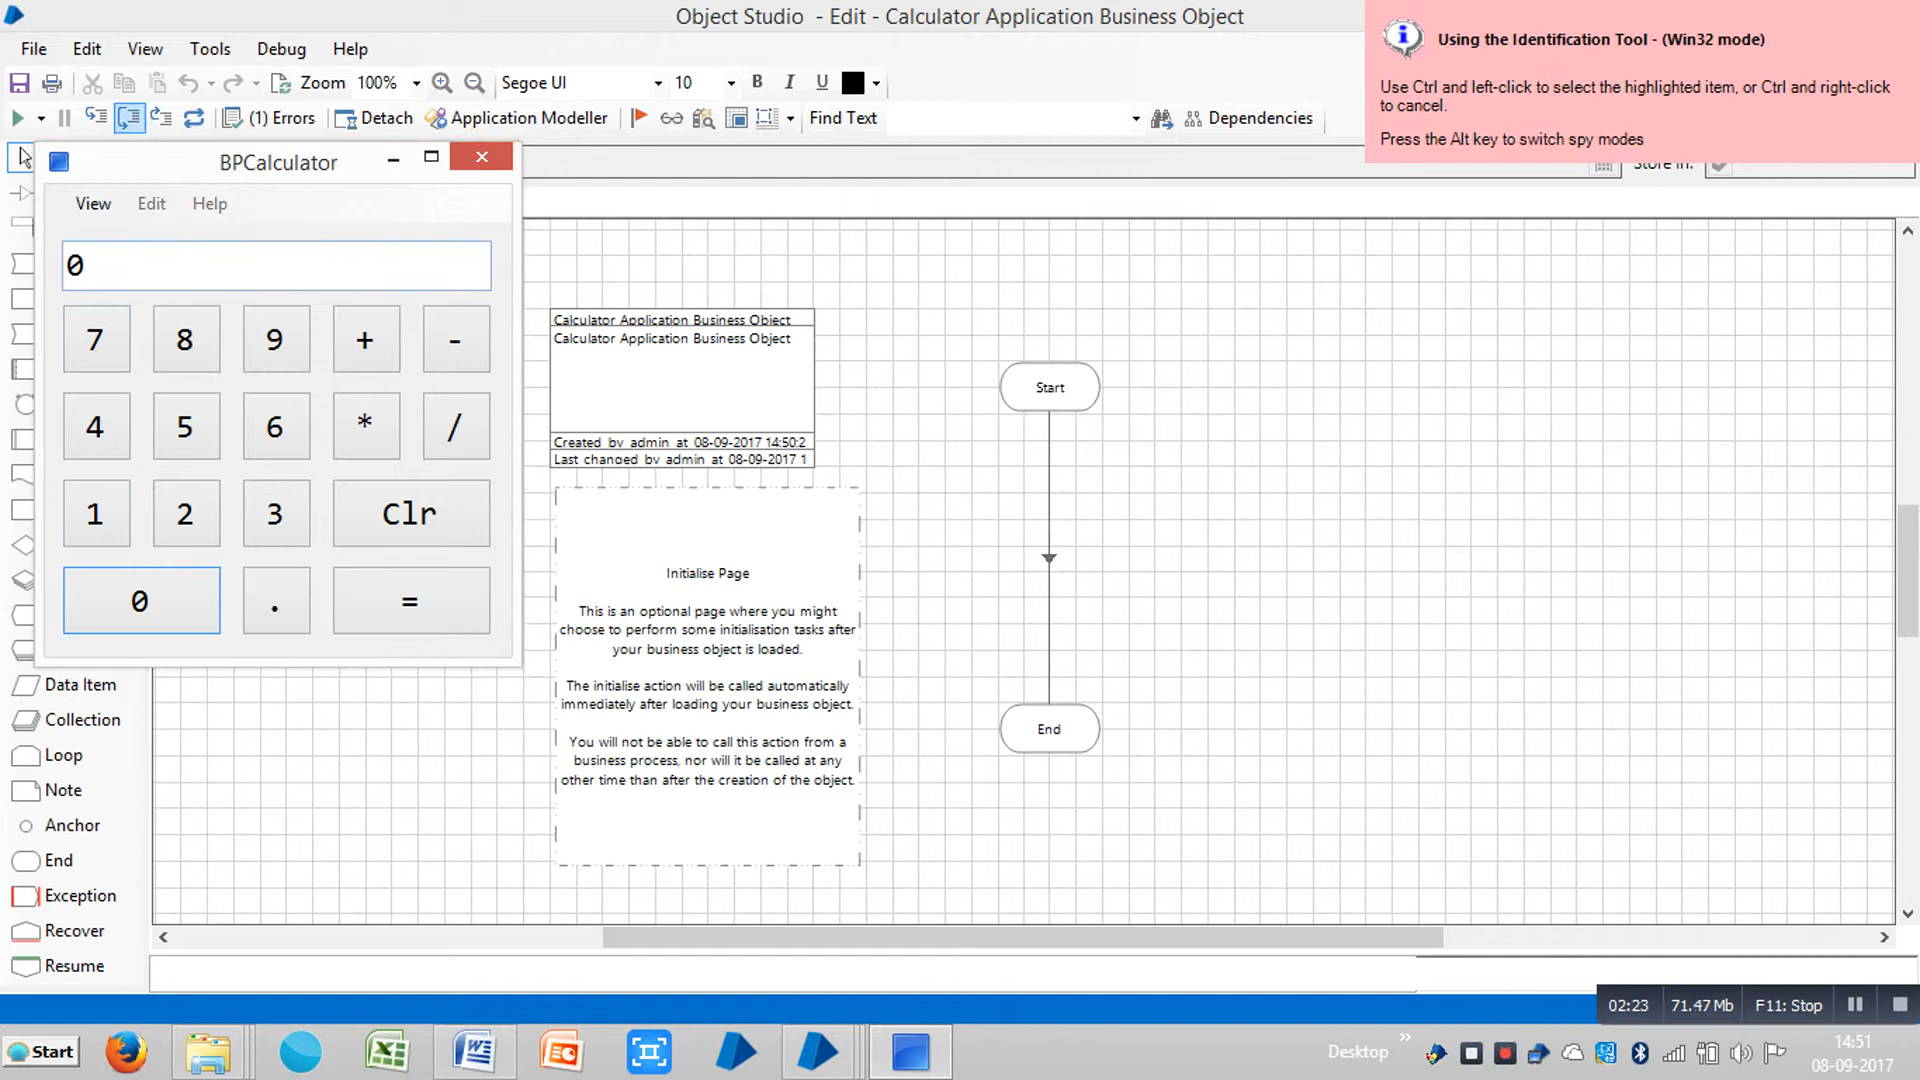 Object Studio  - Edit - Calculator Application Business Object
File Edit View Tools Debug Help
Zoom 100% Segoe UI 10 B I U
(1) Errors Detach Application Modeller Find Text Dependencies
Using the Identification Tool - (Win32 mode)
Use Ctrl and left-click to select the highlighted item, or Ctrl and right-click
to cancel.
Press the Alt key to switch spy modes
Store In:
BPCalculator
View Edit Help
0
7 8 9 + -
4 5 6 * /
1 2 3 Clr
0 . =
Calculator Application Business Object
Calculator Application Business Object
Created by admin at 08-09-2017 14:50:2
Last changed by admin at 08-09-2017 1
Initialise Page
This is an optional page where you might
choose to perform some initialisation tasks after
your business object is loaded.
The initialise action will be called automatically
immediately after loading your business object.
You will not be able to call this action from a
business process, nor will it be called at any
other time than after the creation of the object.
Start
End
Data Item
Collection
Loop
Note
Anchor
End
Exception
Recover
Resume
02:23 71.47 Mb F11: Stop
Start
Desktop
14:51
08-09-2017